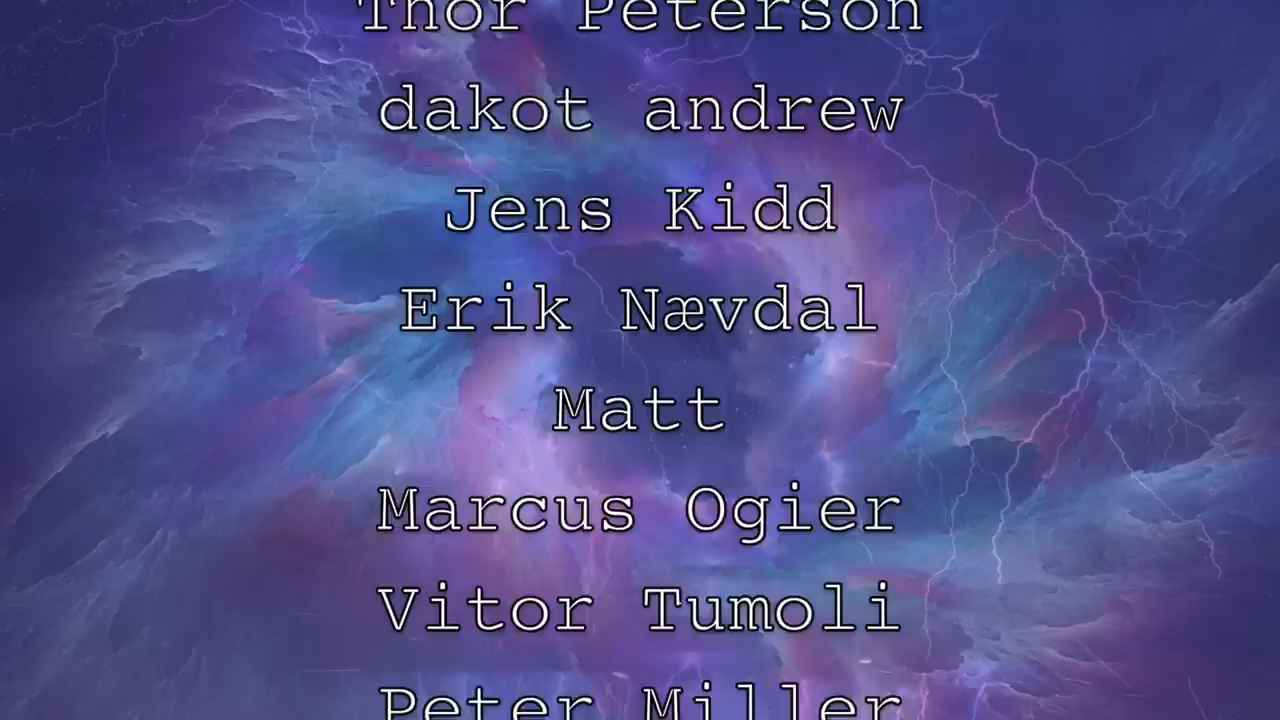 Thor Peterson
dakot andrew
Jens Kidd
Erik Nævdal
Matt
Marcus Ogier
Vitor Tumoli
Peter Miller